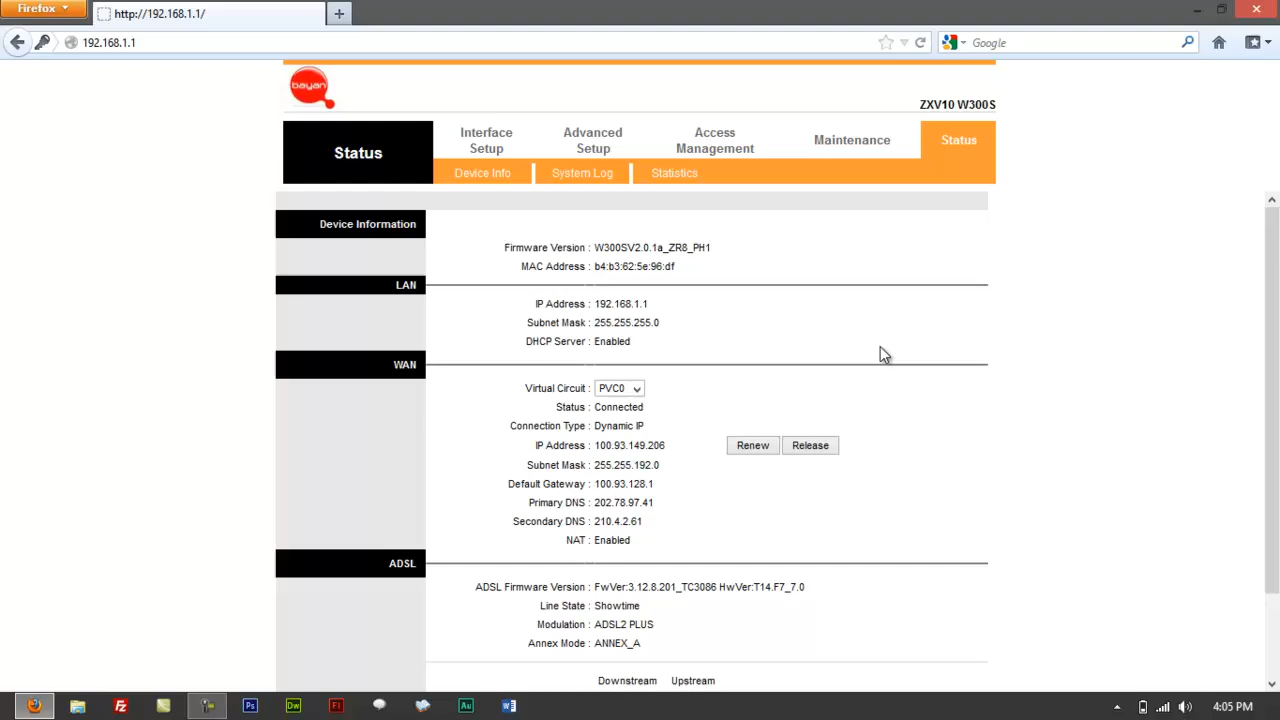 Firefox
http://192.168.1.1/
192.168.1.1
Google
bayan
ZXV10 W300S
Status
Interface Setup
Advanced Setup
Access Management
Maintenance
Status
Device Info
System Log
Statistics
Device Information
Firmware Version : W300SV2.0.1a_ZR8_PH1
MAC Address : b4:b3:62:5e:96:df
LAN
IP Address : 192.168.1.1
Subnet Mask : 255.255.255.0
DHCP Server : Enabled
WAN
Virtual Circuit : PVC0
Status : Connected
Connection Type : Dynamic IP
IP Address : 100.93.149.206 Renew Release
Subnet Mask : 255.255.192.0
Default Gateway : 100.93.128.1
Primary DNS : 202.78.97.41
Secondary DNS : 210.4.2.61
NAT : Enabled
ADSL
ADSL Firmware Version : FwVer:3.12.8.201_TC3086 HwVer:T14.F7_7.0
Line State : Showtime
Modulation : ADSL2 PLUS
Annex Mode : ANNEX_A
Downstream Upstream
Fz
Ps
Dw
Fl
Au
W
4:05 PM